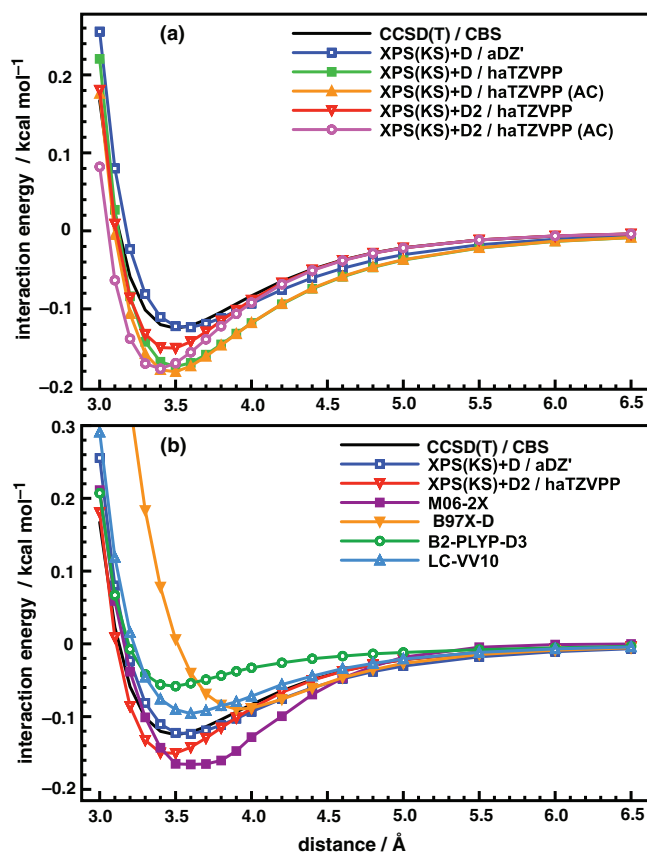 (a)
CCSD(T) / CBS
XPS(KS)+D / aDZ'
XPS(KS)+D / haTZVPP
XPS(KS)+D / haTZVPP (AC)
XPS(KS)+D2 / haTZVPP
XPS(KS)+D2 / haTZVPP (AC)
interaction energy / kcal mol⁻¹
0.2
0.1
0
−0.1
−0.2
3.0 3.5 4.0 4.5 5.0 5.5 6.0 6.5
(b)
CCSD(T) / CBS
XPS(KS)+D / aDZ'
XPS(KS)+D2 / haTZVPP
M06-2X
B97X-D
B2-PLYP-D3
LC-VV10
interaction energy / kcal mol⁻¹
0.3
0.2
0.1
0
−0.1
−0.2
3.0 3.5 4.0 4.5 5.0 5.5 6.0 6.5
distance / Å